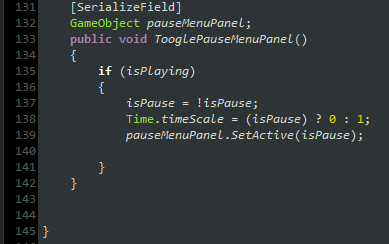 131 [SerializeField]
132 GameObject pauseMenuPanel;
133 public void TooglePauseMenuPanel()
134 {
135 if (isPlaying)
136 {
137 isPause = !isPause;
138 Time.timeScale = (isPause) ? 0 : 1;
139 pauseMenuPanel.SetActive(isPause);
140
141 }
142 }
143
144
145 }